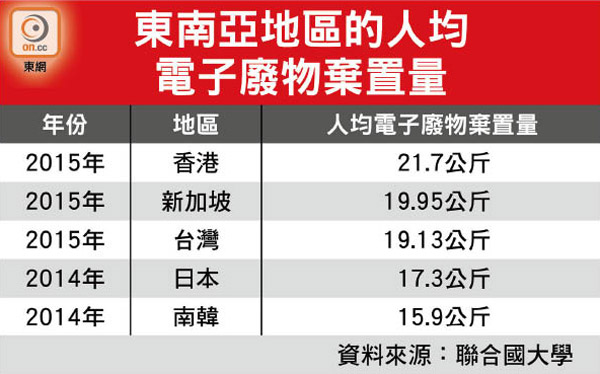 on.cc
東網
東南亞地區的人均
電子廢物棄置量
年份 地區 人均電子廢物棄置量
2015年 香港 21.7公斤
2015年 新加坡 19.95公斤
2015年 台灣 19.13公斤
2014年 日本 17.3公斤
2014年 南韓 15.9公斤
資料來源：聯合國大學